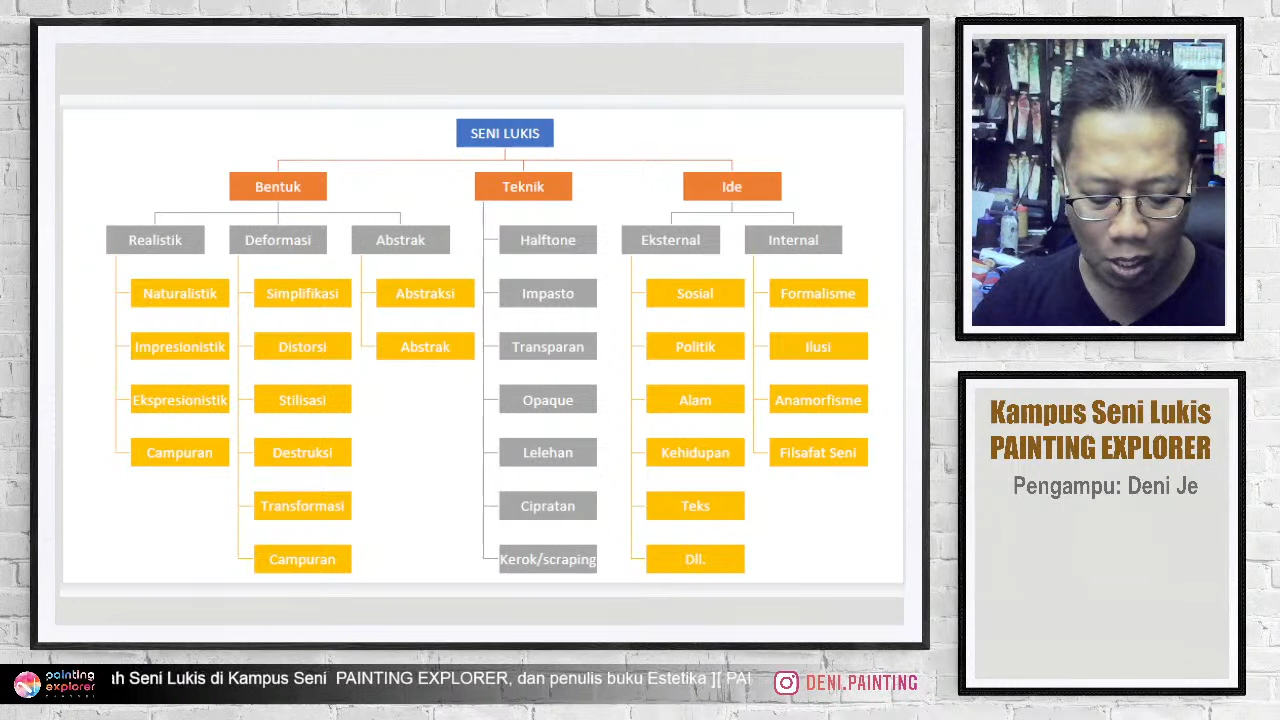 SENI LUKIS
Bentuk
Teknik
Ide
Realistik
Deformasi
Abstrak
Halftone
Eksternal
Internal
Naturalistik
Simplifikasi
Abstraksi
Impasto
Sosial
Formalisme
Impresionistik
Distorsi
Abstrak
Transparan
Politik
Ilusi
Ekspresionistik
Stilisasi
Opaque
Alam
Anamorfisme
Campuran
Destruksi
Lelehan
Kehidupan
Filsafat Seni
Transformasi
Cipratan
Teks
Campuran
Kerok/scraping
Dll.
Kampus Seni Lukis
PAINTING EXPLORER
Pengampu: Deni Je
painting
explorer
CHANNEL
ah Seni Lukis di Kampus Seni PAINTING EXPLORER, dan penulis buku Estetika ][ PAI
DENI.PAINTING